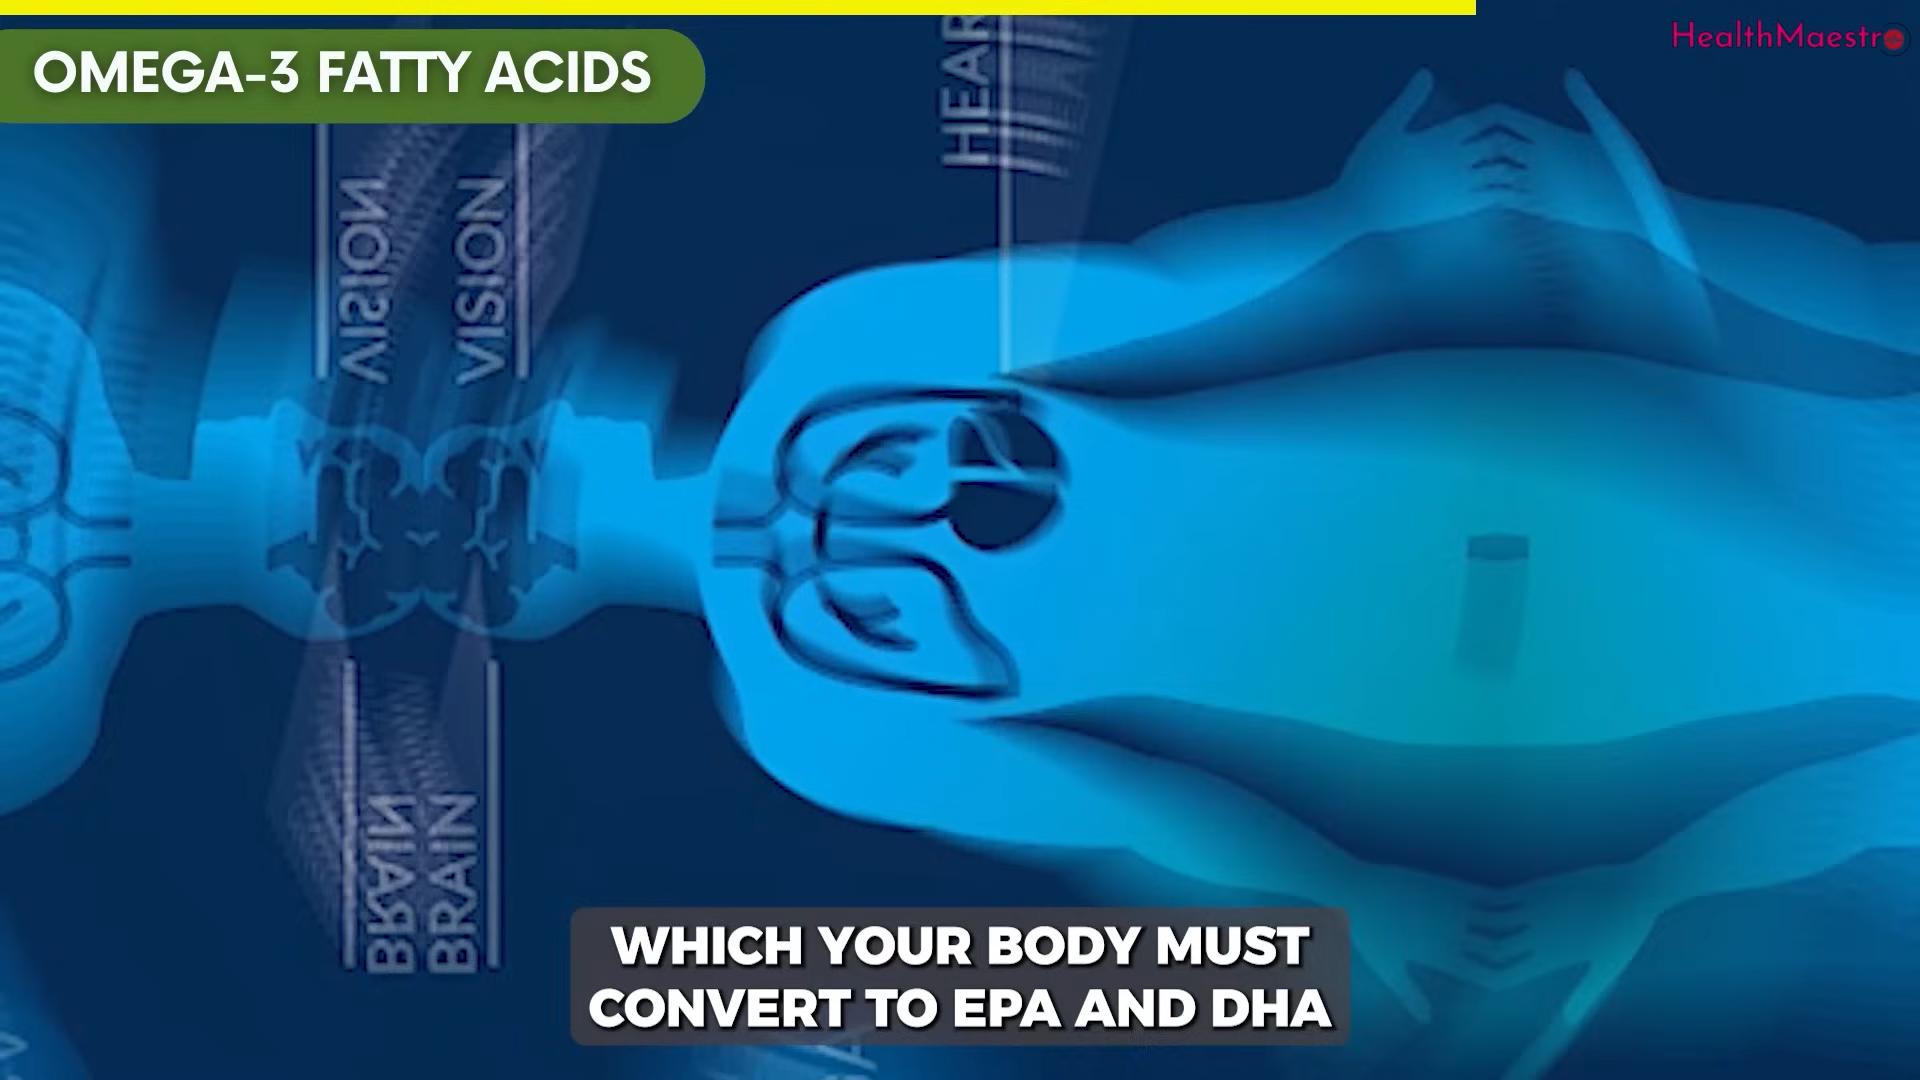 HealthMaestro
OMEGA-3 FATTY ACIDS
HEAR
VISION
VISION
BRAIN
BRAIN
WHICH YOUR BODY MUST
CONVERT TO EPA AND DHA